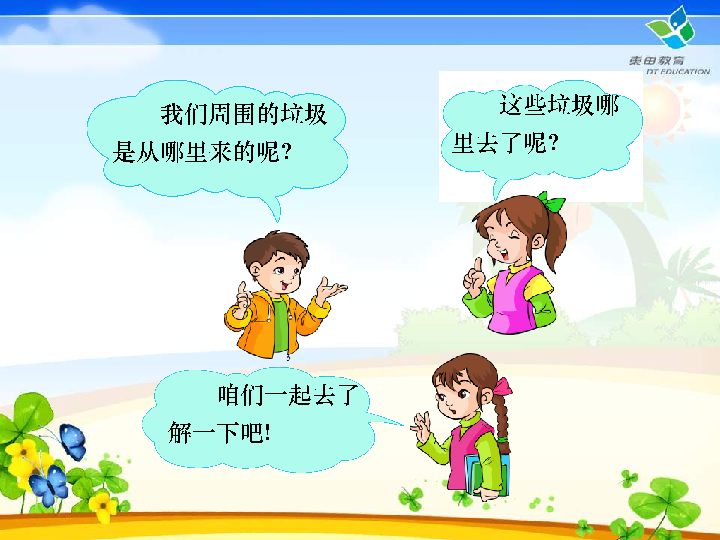 东田教育
DT EDUCATION
我们周围的垃圾
是从哪里来的呢?
这些垃圾哪
里去了呢?
咱们一起去了
解一下吧!